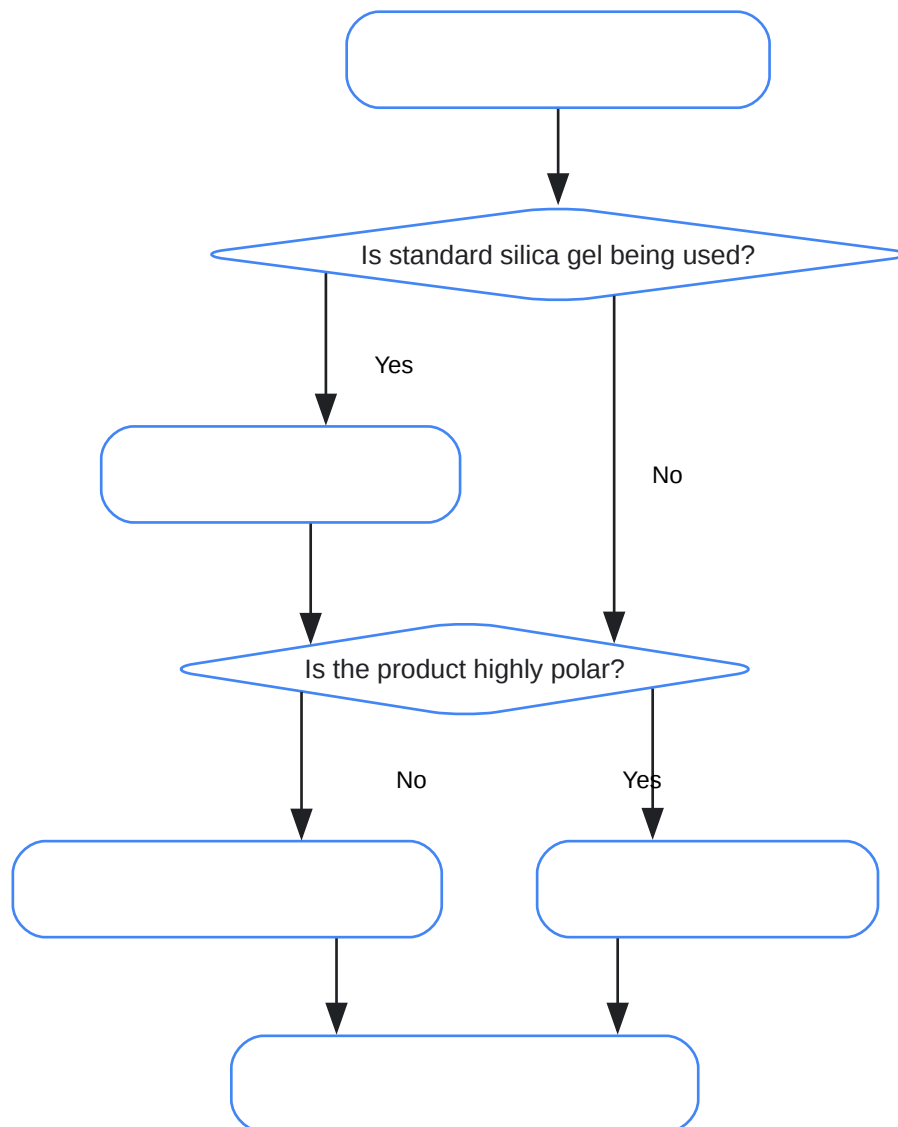 Is standard silica gel being used?
Yes
No
Is the product highly polar?
No
Yes